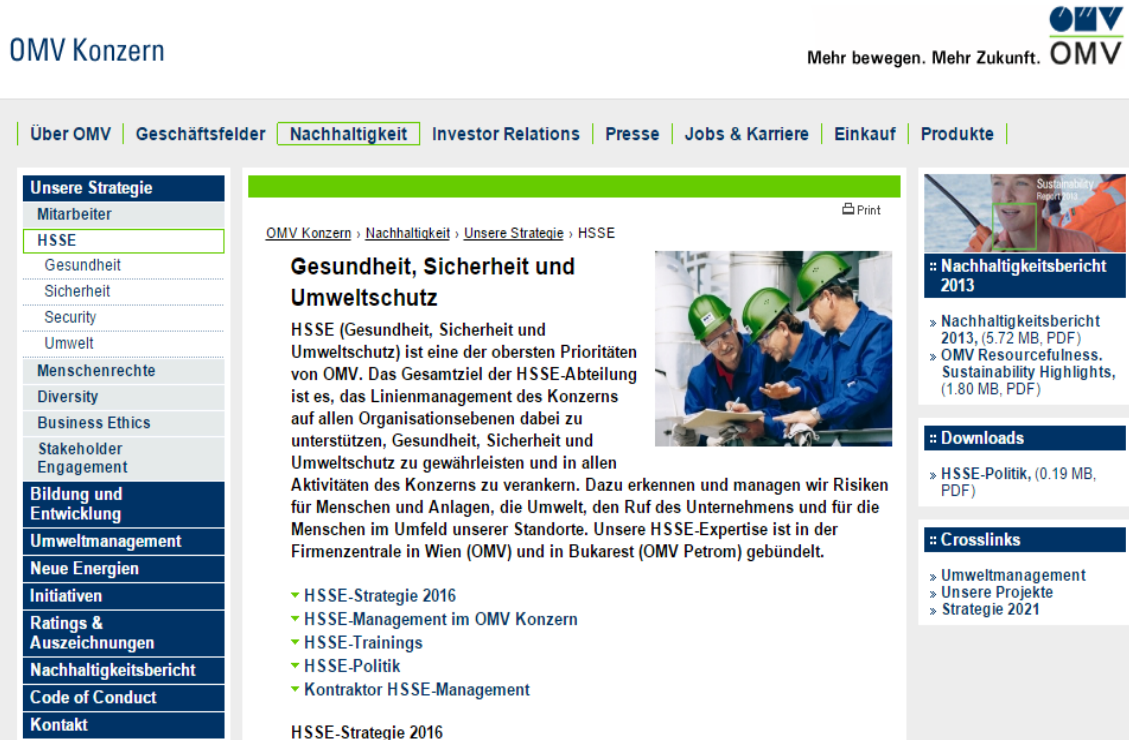 OMV Konzern
Mehr bewegen. Mehr Zukunft. OMV
Über OMV
Geschäftsfelder
Nachhaltigkeit
Investor Relations
Presse
Jobs & Karriere
Einkauf
Produkte
Unsere Strategie
Mitarbeiter
HSSE
Gesundheit
Sicherheit
Security
Umwelt
Menschenrechte
Diversity
Business Ethics
Stakeholder
Engagement
Bildung und
Entwicklung
Umweltmanagement
Neue Energien
Initiativen
Ratings &
Auszeichnungen
Nachhaltigkeitsbericht
Code of Conduct
Kontakt
Print
OMV Konzern › Nachhaltigkeit › Unsere Strategie › HSSE
Gesundheit, Sicherheit und
Umweltschutz
HSSE (Gesundheit, Sicherheit und
Umweltschutz) ist eine der obersten Prioritäten
von OMV. Das Gesamtziel der HSSE-Abteilung
ist es, das Linienmanagement des Konzerns
auf allen Organisationsebenen dabei zu
unterstützen, Gesundheit, Sicherheit und
Umweltschutz zu gewährleisten und in allen
Aktivitäten des Konzerns zu verankern. Dazu erkennen und managen wir Risiken
für Menschen und Anlagen, die Umwelt, den Ruf des Unternehmens und für die
Menschen im Umfeld unserer Standorte. Unsere HSSE-Expertise ist in der
Firmenzentrale in Wien (OMV) und in Bukarest (OMV Petrom) gebündelt.
HSSE-Strategie 2016
HSSE-Management im OMV Konzern
HSSE-Trainings
HSSE-Politik
Kontraktor HSSE-Management
HSSE-Strategie 2016
Sustainability
Report 2013
:: Nachhaltigkeitsbericht
2013
» Nachhaltigkeitsbericht
2013, (5.72 MB, PDF)
» OMV Resourcefulness.
Sustainability Highlights,
(1.80 MB, PDF)
:: Downloads
» HSSE-Politik, (0.19 MB,
PDF)
:: Crosslinks
» Umweltmanagement
» Unsere Projekte
» Strategie 2021